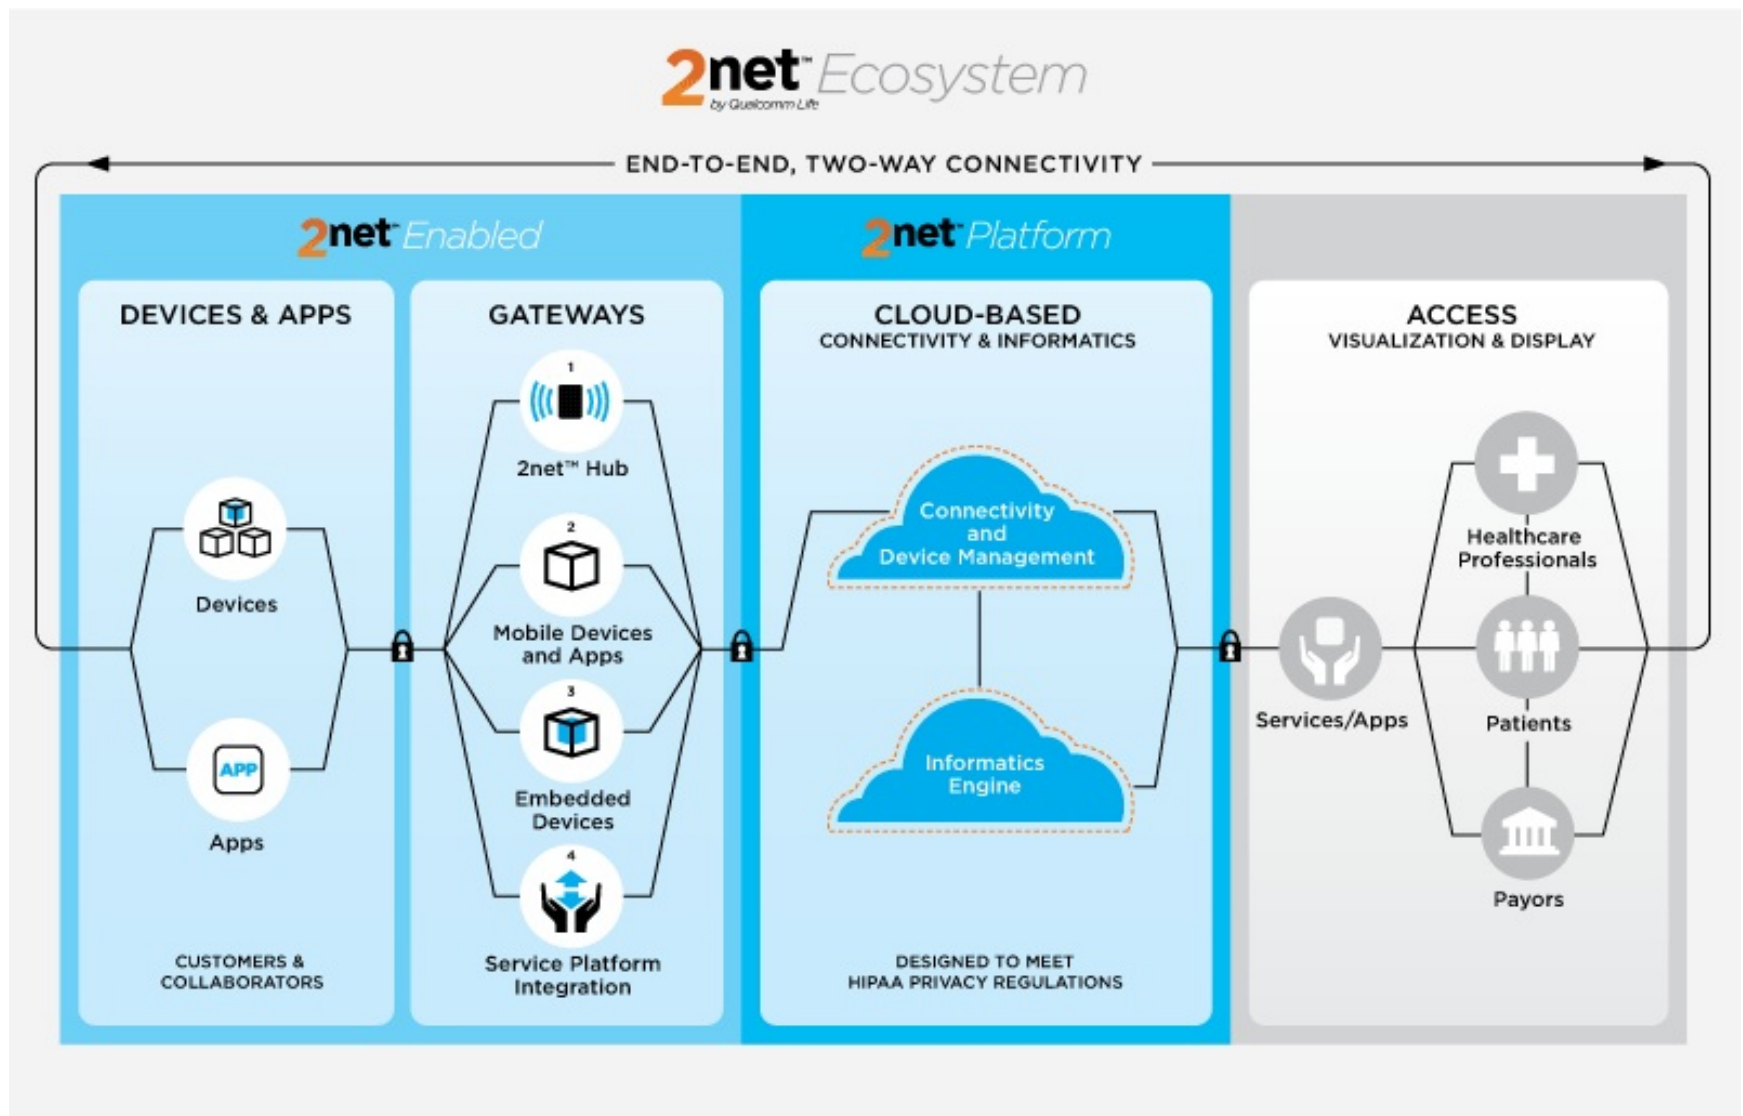 2net™ Ecosystem
by Qualcomm Life
END-TO-END, TWO-WAY CONNECTIVITY
2net™ Enabled
2net™ Platform
DEVICES & APPS
Devices
APP
Apps
CUSTOMERS &
COLLABORATORS
GATEWAYS
1
2net™ Hub
2
Mobile Devices
and Apps
3
Embedded
Devices
4
Service Platform
Integration
CLOUD-BASED
CONNECTIVITY & INFORMATICS
Connectivity
and
Device Management
Informatics
Engine
DESIGNED TO MEET
HIPAA PRIVACY REGULATIONS
ACCESS
VISUALIZATION & DISPLAY
Services/Apps
Healthcare
Professionals
Patients
Payors